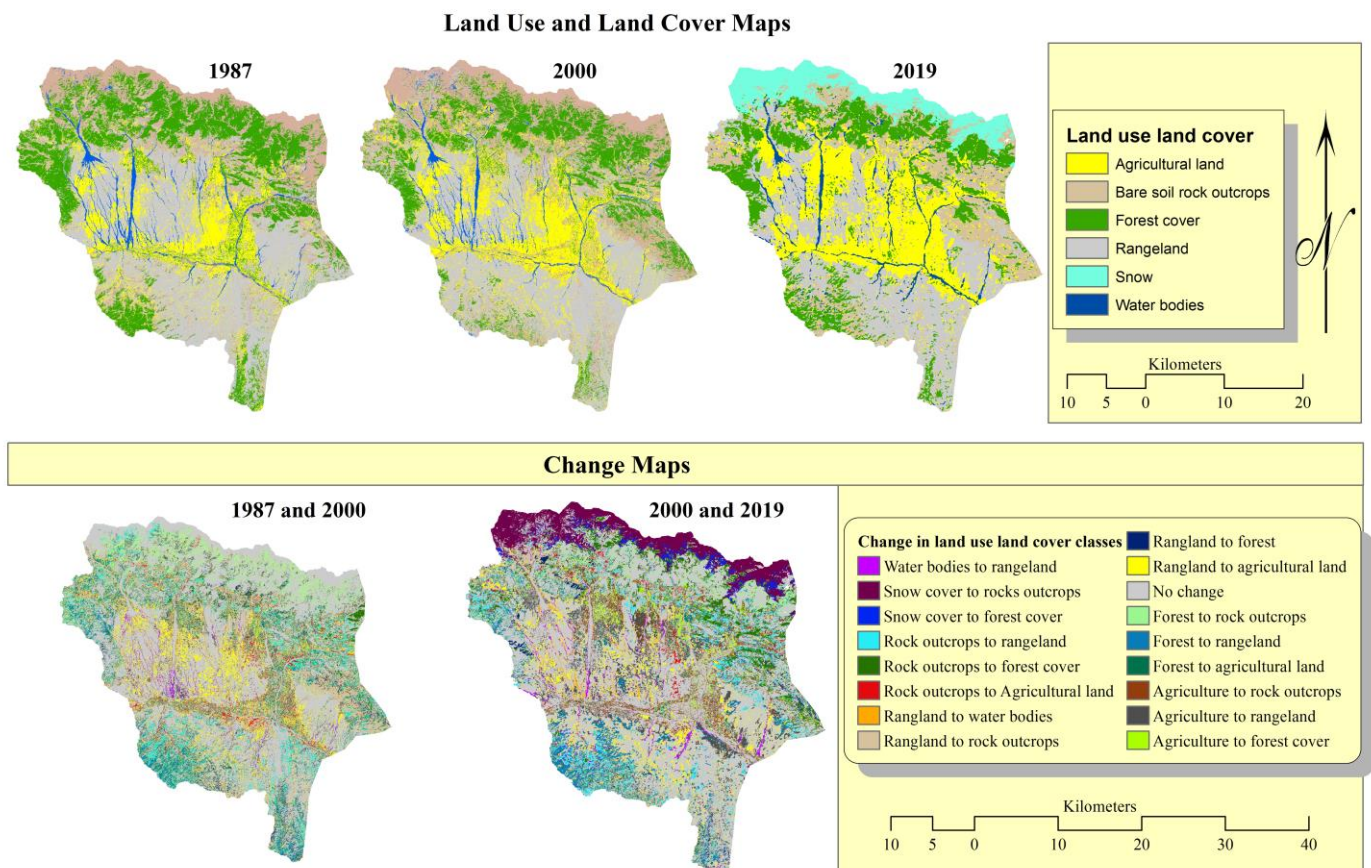 Land Use and Land Cover Maps
1987
2000
2019
Land use land cover
Agricultural land
Bare soil rock outcrops
Forest cover
Rangeland
Snow
Water bodies
N
Kilometers
10 5 0 10 20
Change Maps
1987 and 2000
2000 and 2019
Change in land use land cover classes
Water bodies to rangeland
Snow cover to rocks outcrops
Snow cover to forest cover
Rock outcrops to rangeland
Rock outcrops to forest cover
Rock outcrops to Agricultural land
Rangland to water bodies
Rangland to rock outcrops
Rangland to forest
Rangland to agricultural land
No change
Forest to rock outcrops
Forest to rangeland
Forest to agricultural land
Agriculture to rock outcrops
Agriculture to rangeland
Agriculture to forest cover
Kilometers
10 5 0 10 20 30 40